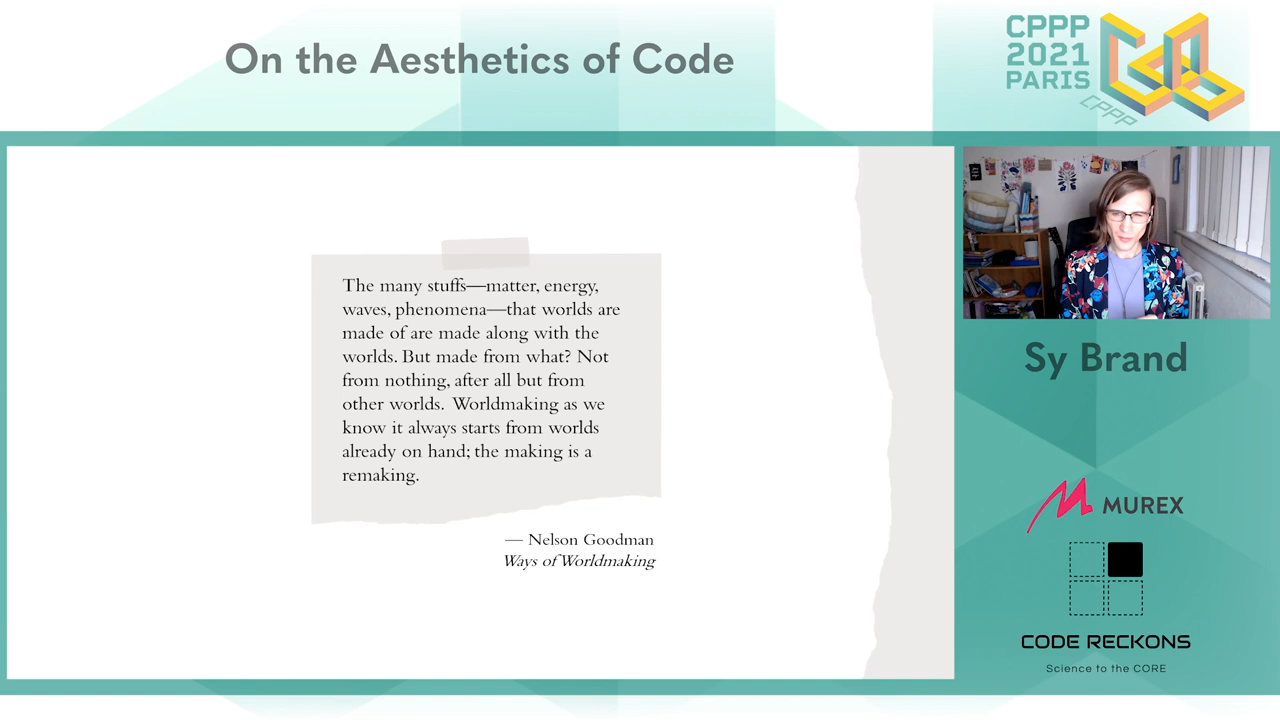 On the Aesthetics of Code
CPPP
2021
PARIS
CPPP
The many stuffs—matter, energy,
waves, phenomena—that worlds are
made of are made along with the
worlds. But made from what? Not
from nothing, after all but from
other worlds. Worldmaking as we
know it always starts from worlds
already on hand; the making is a
remaking.
— Nelson Goodman
Ways of Worldmaking
Sy Brand
MUREX
CODE RECKONS
Science to the CORE